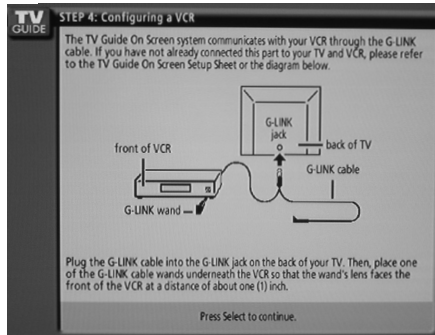 TV
GUIDE
STEP 4: Configuring a VCR
The TV Guide On Screen system communicates with your VCR through the G-LINK
cable. If you have not already connected this part to your TV and VCR, please refer
to the TV Guide On Screen Setup Sheet or the diagram below.
G-LINK
jack
front of VCR
back of TV
G-LINK cable
G-LINK wand
Plug the G-LINK cable into the G-LINK jack on the back of your TV. Then, place one
of the G-LINK cable wands underneath the VCR so that the wand's lens faces the
front of the VCR at a distance of about one (1) inch.
Press Select to continue.